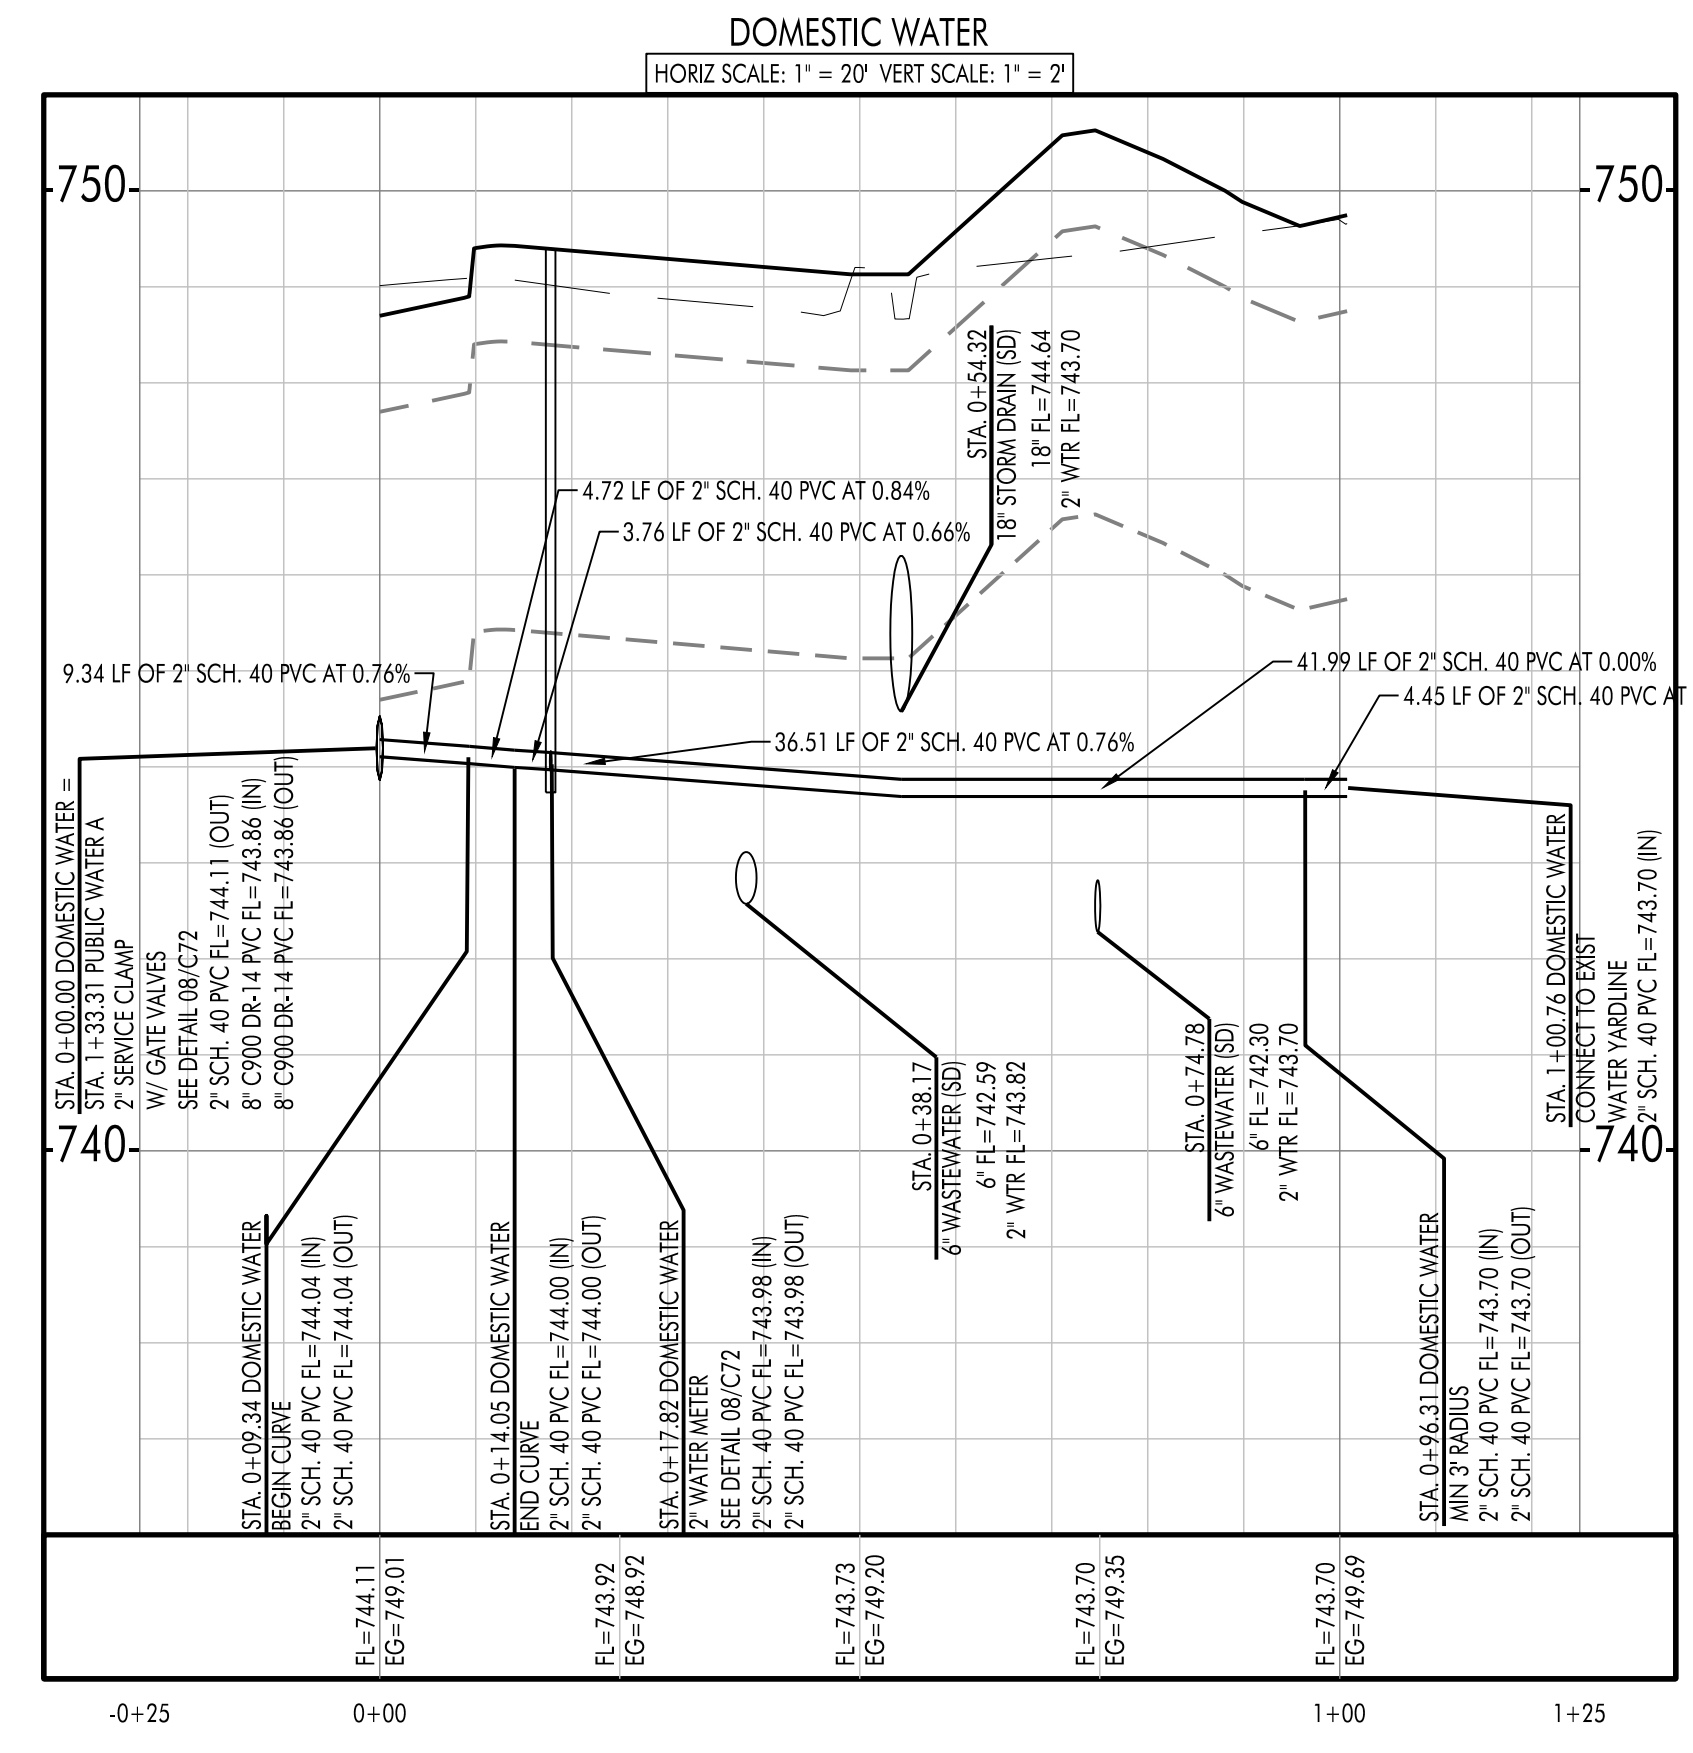 DOMESTIC WATER
HORIZ SCALE: 1" = 20' VERT SCALE: 1" = 2'
750
750
STA. 0+54.32
18" STORM DRAIN (SD)
18" FL=744.64
2" WTR FL=743.70
4.72 LF OF 2" SCH. 40 PVC AT 0.84%
3.76 LF OF 2" SCH. 40 PVC AT 0.66%
9.34 LF OF 2" SCH. 40 PVC AT 0.76%
41.99 LF OF 2" SCH. 40 PVC AT 0.00%
4.45 LF OF 2" SCH. 40 PVC AT
36.51 LF OF 2" SCH. 40 PVC AT 0.76%
STA. 0+00.00 DOMESTIC WATER =
STA. 1+33.31 PUBLIC WATER A
2" SERVICE CLAMP
W/ GATE VALVES
SEE DETAIL 08/C72
2" SCH. 40 PVC FL=744.11 (OUT)
8" C900 DR-14 PVC FL=743.86 (IN)
8" C900 DR-14 PVC FL=743.86 (OUT)
STA. 0+38.17
6" WASTEWATER (SD)
6" FL=742.59
2" WTR FL=743.82
STA. 0+74.78
6" WASTEWATER (SD)
6" FL=742.30
2" WTR FL=743.70
STA. 1+00.76 DOMESTIC WATER
CONNECT TO EXIST
WATER YARDLINE
2" SCH. 40 PVC FL=743.70 (IN)
740
740
STA. 0+09.34 DOMESTIC WATER
BEGIN CURVE
2" SCH. 40 PVC FL=744.04 (IN)
2" SCH. 40 PVC FL=744.04 (OUT)
STA. 0+14.05 DOMESTIC WATER
END CURVE
2" SCH. 40 PVC FL=744.00 (IN)
2" SCH. 40 PVC FL=744.00 (OUT)
STA. 0+17.82 DOMESTIC WATER
2" WATER METER
SEE DETAIL 08/C72
2" SCH. 40 PVC FL=743.98 (IN)
2" SCH. 40 PVC FL=743.98 (OUT)
STA. 0+96.31 DOMESTIC WATER
MIN 3' RADIUS
2" SCH. 40 PVC FL=743.70 (IN)
2" SCH. 40 PVC FL=743.70 (OUT)
FL=744.11
EG=749.01
FL=743.92
EG=748.92
FL=743.73
EG=749.20
FL=743.70
EG=749.35
FL=743.70
EG=749.69
-0+25
0+00
1+00
1+25